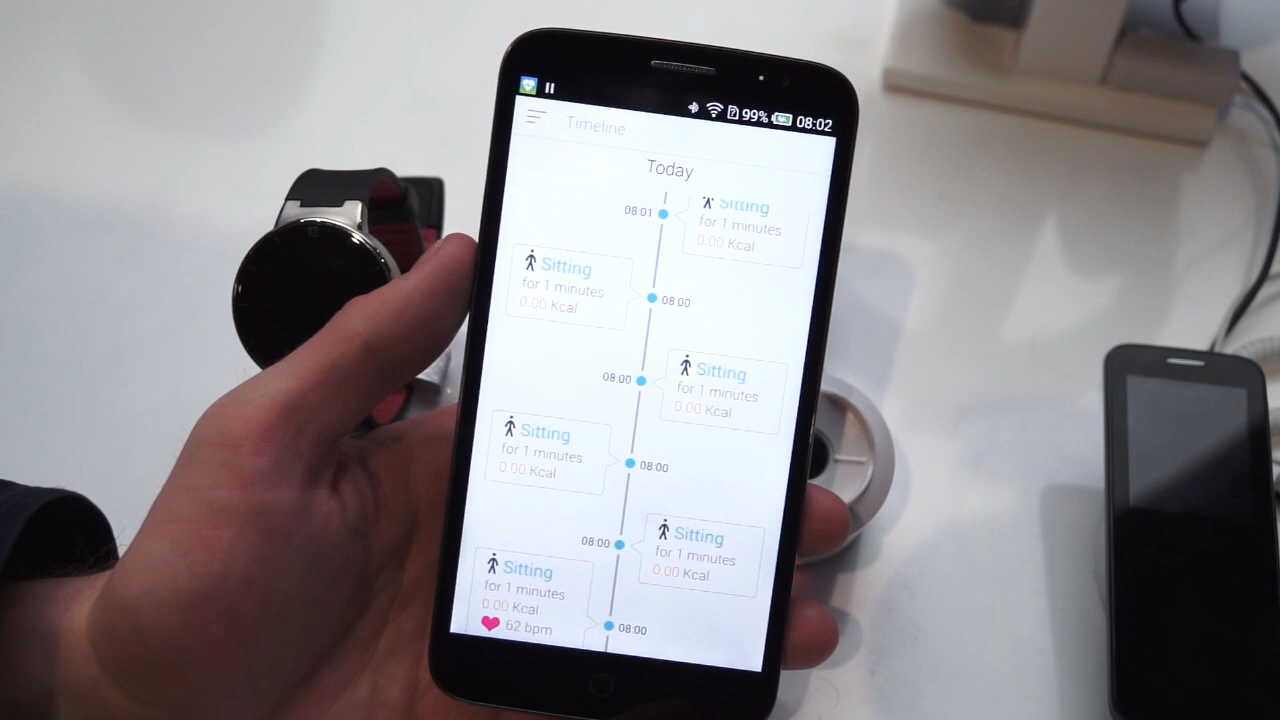 99% 08:02
Timeline
Today
08:01
Sitting
for 1 minutes
0.00 Kcal
Sitting
for 1 minutes
0.00 Kcal
08:00
08:00
Sitting
for 1 minutes
0.00 Kcal
Sitting
for 1 minutes
0.00 Kcal
08:00
08:00
Sitting
for 1 minutes
0.00 Kcal
Sitting
for 1 minutes
0.00 Kcal
62 bpm
08:00